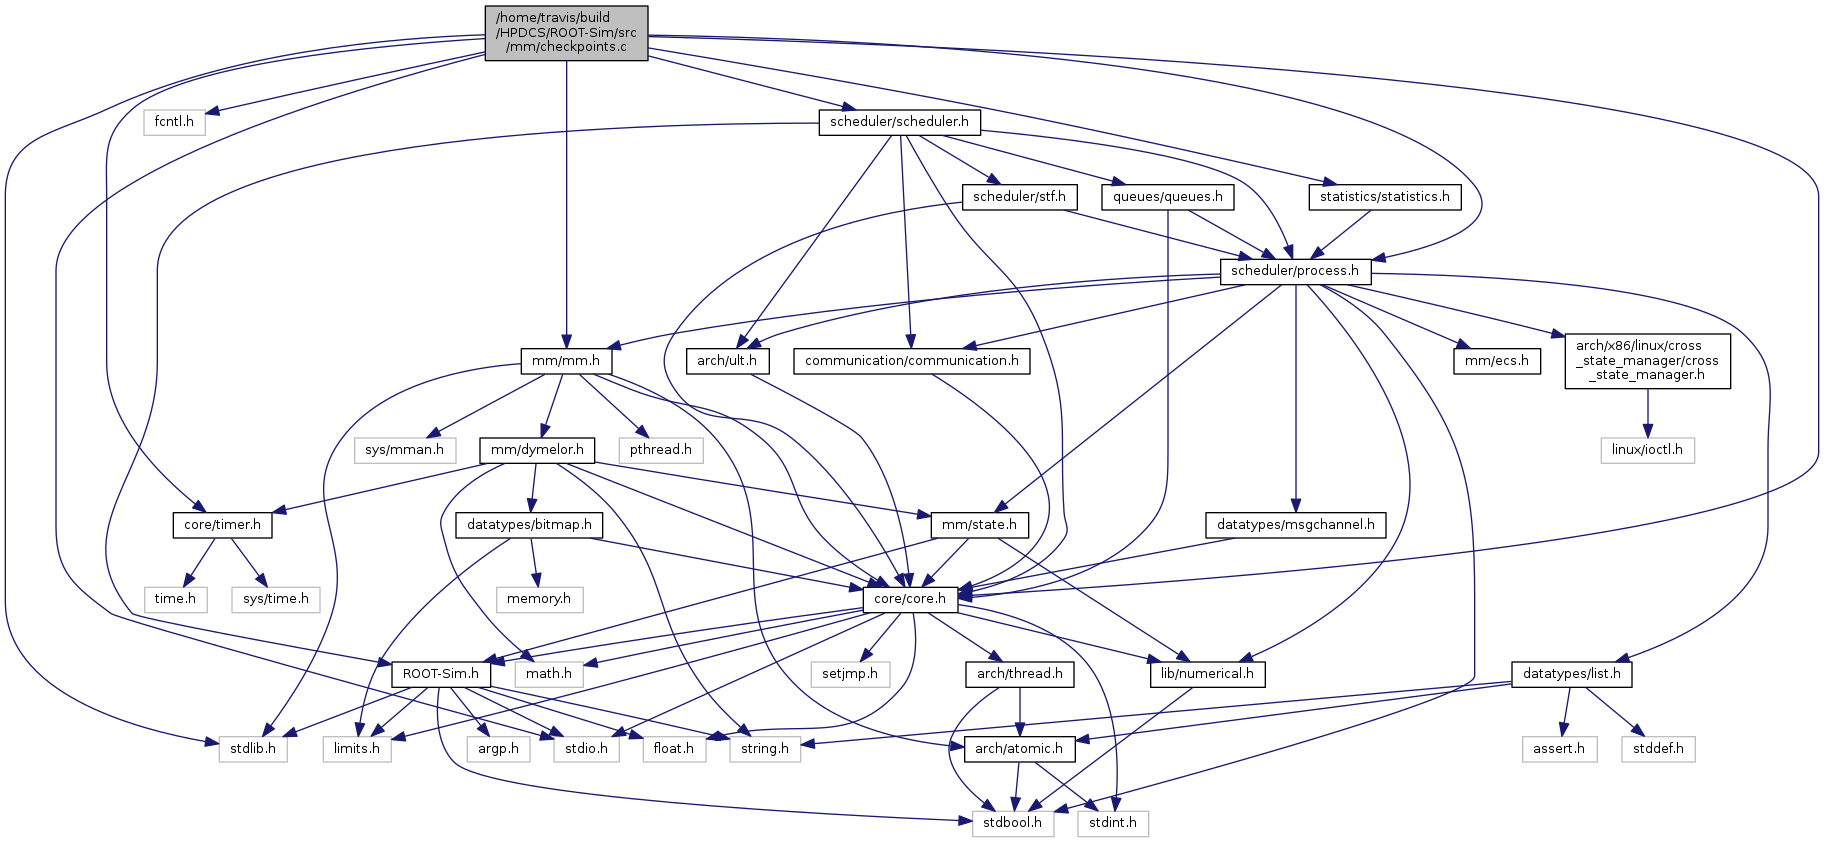 /home/travis/build
/HPDCS/ROOT-Sim/src
/mm/checkpoints.c
fcntl.h
scheduler/scheduler.h
scheduler/stf.h
queues/queues.h
statistics/statistics.h
scheduler/process.h
mm/mm.h
arch/ult.h
communication/communication.h
mm/ecs.h
arch/x86/linux/cross
_state_manager/cross
_state_manager.h
sys/mman.h
mm/dymelor.h
pthread.h
linux/ioctl.h
core/timer.h
datatypes/bitmap.h
mm/state.h
datatypes/msgchannel.h
time.h
sys/time.h
memory.h
core/core.h
ROOT-Sim.h
math.h
setjmp.h
arch/thread.h
lib/numerical.h
datatypes/list.h
stdlib.h
limits.h
argp.h
stdio.h
float.h
string.h
arch/atomic.h
assert.h
stddef.h
stdbool.h
stdint.h